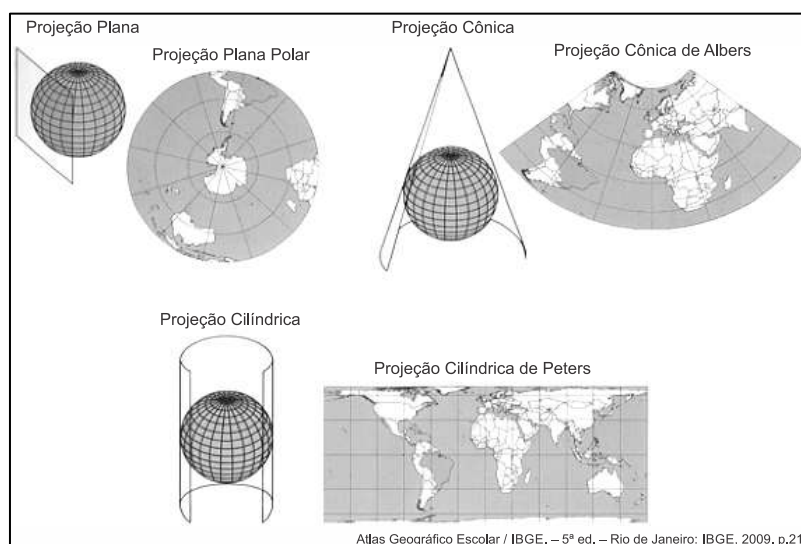 Projeção Plana
Projeção Plana Polar
Projeção Cônica
Projeção Cônica de Albers
Projeção Cilíndrica
Projeção Cilíndrica de Peters
Atlas Geográfico Escolar / IBGE. – 5ª ed. – Rio de Janeiro: IBGE, 2009, p.21